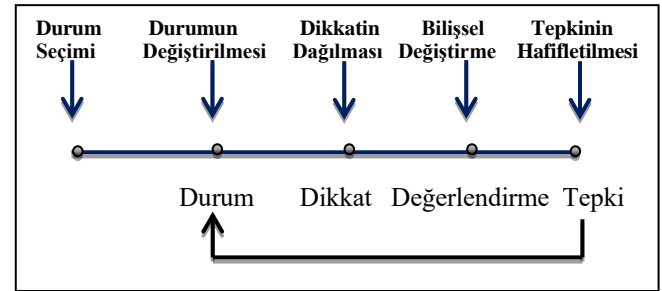 Durum Durumun Dikkatin Bilişsel Tepkinin
Seçimi Değiştirilmesi Dağılması Değiştirme Hafifletilmesi
Durum Dikkat Değerlendirme Tepki